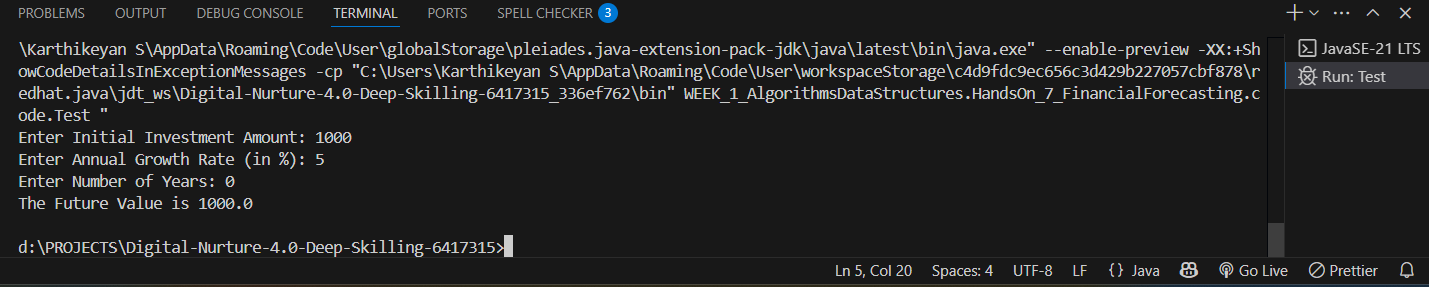 PROBLEMS OUTPUT DEBUG CONSOLE TERMINAL PORTS SPELL CHECKER 3
\Karthikeyan S\AppData\Roaming\Code\User\globalStorage\pleiades.java-extension-pack-jdk\java\latest\bin\java.exe" --enable-preview -XX:+Sh
owCodeDetailsInExceptionMessages -cp "C:\Users\Karthikeyan S\AppData\Roaming\Code\User\workspaceStorage\c4d9fdc9ec656c3d429b227057cbf878\r
edhat.java\jdt_ws\Digital-Nurture-4.0-Deep-Skilling-6417315_336ef762\bin" WEEK_1_AlgorithmsDataStructures.HandsOn_7_FinancialForecasting.c
ode.Test "
Enter Initial Investment Amount: 1000
Enter Annual Growth Rate (in %): 5
Enter Number of Years: 0
The Future Value is 1000.0
d:\PROJECTS\Digital-Nurture-4.0-Deep-Skilling-6417315>
JavaSE-21 LTS
Run: Test
Ln 5, Col 20 Spaces: 4 UTF-8 LF {} Java Go Live Prettier